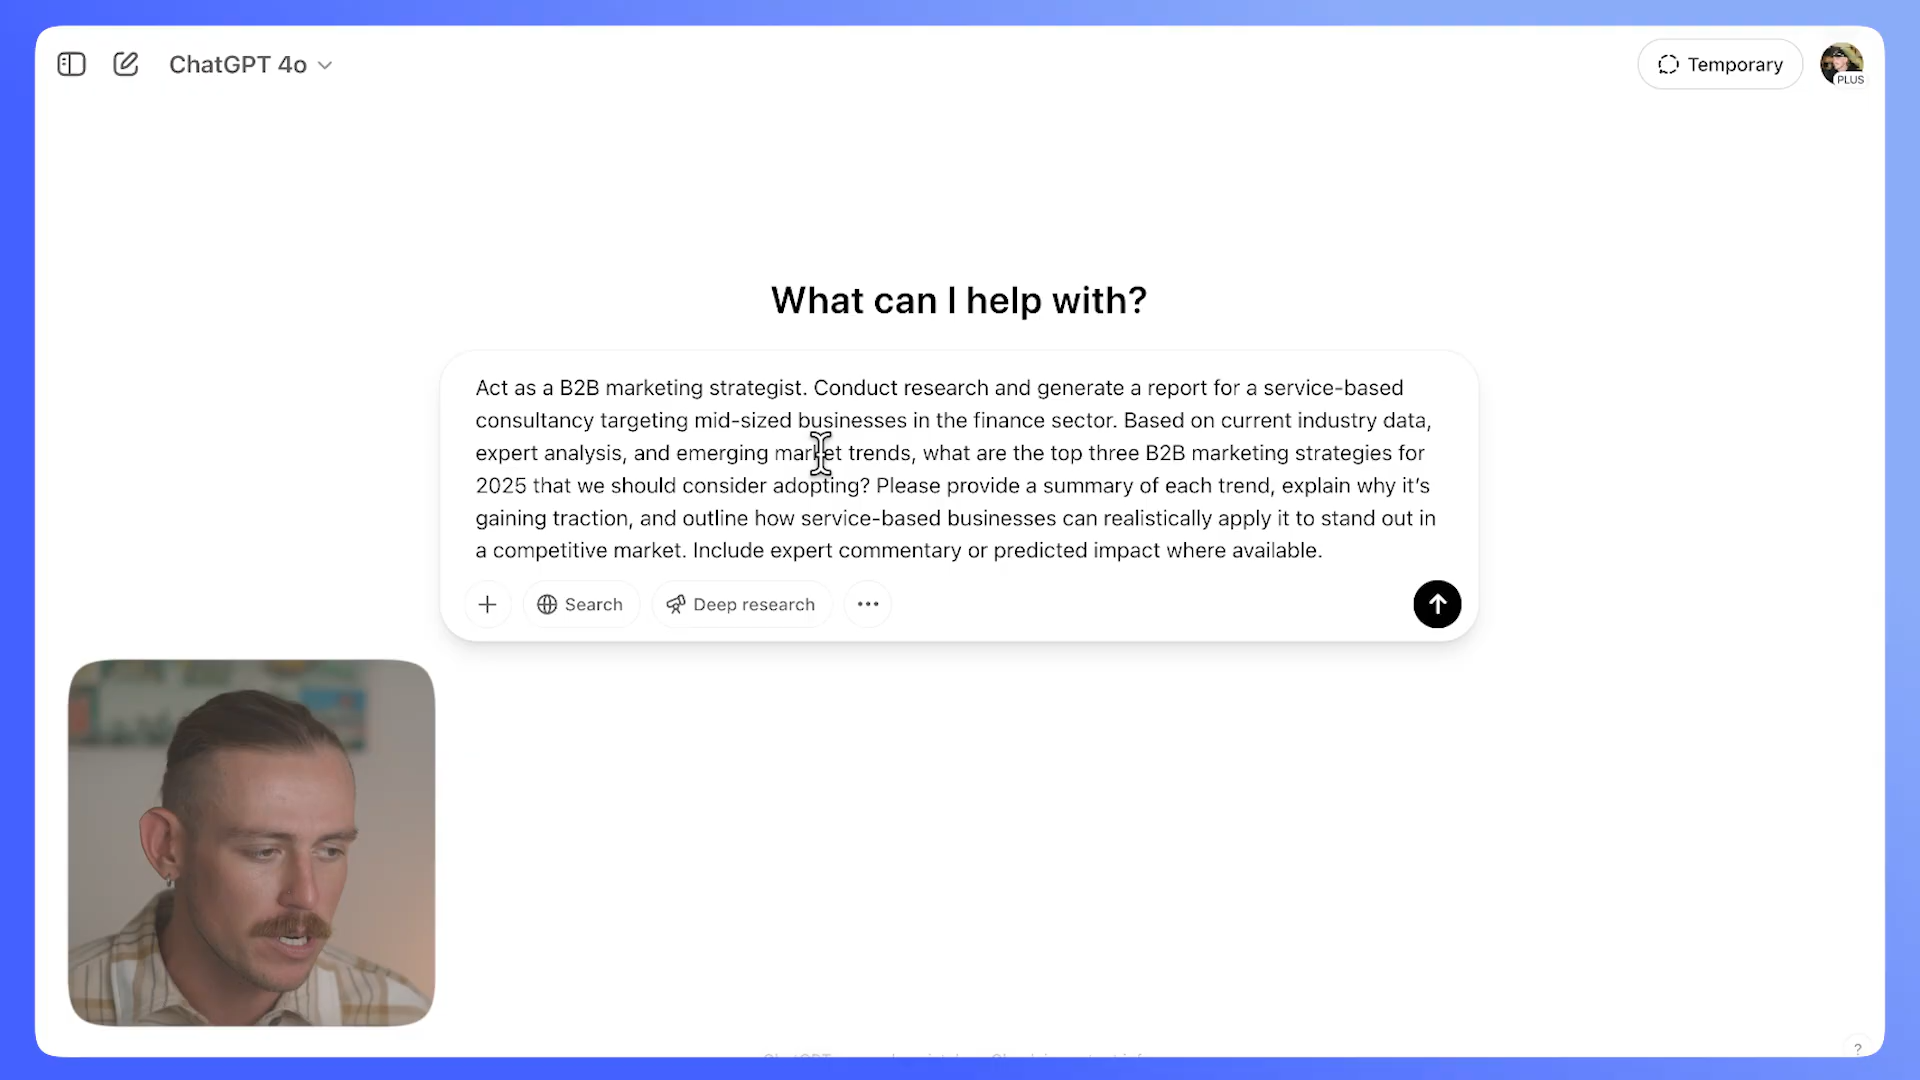 ChatGPT 4o
Temporary
PLUS
What can I help with?
Act as a B2B marketing strategist. Conduct research and generate a report for a service-based
consultancy targeting mid-sized businesses in the finance sector. Based on current industry data,
expert analysis, and emerging market trends, what are the top three B2B marketing strategies for
2025 that we should consider adopting? Please provide a summary of each trend, explain why it’s
gaining traction, and outline how service-based businesses can realistically apply it to stand out in
a competitive market. Include expert commentary or predicted impact where available.
Search
Deep research
?